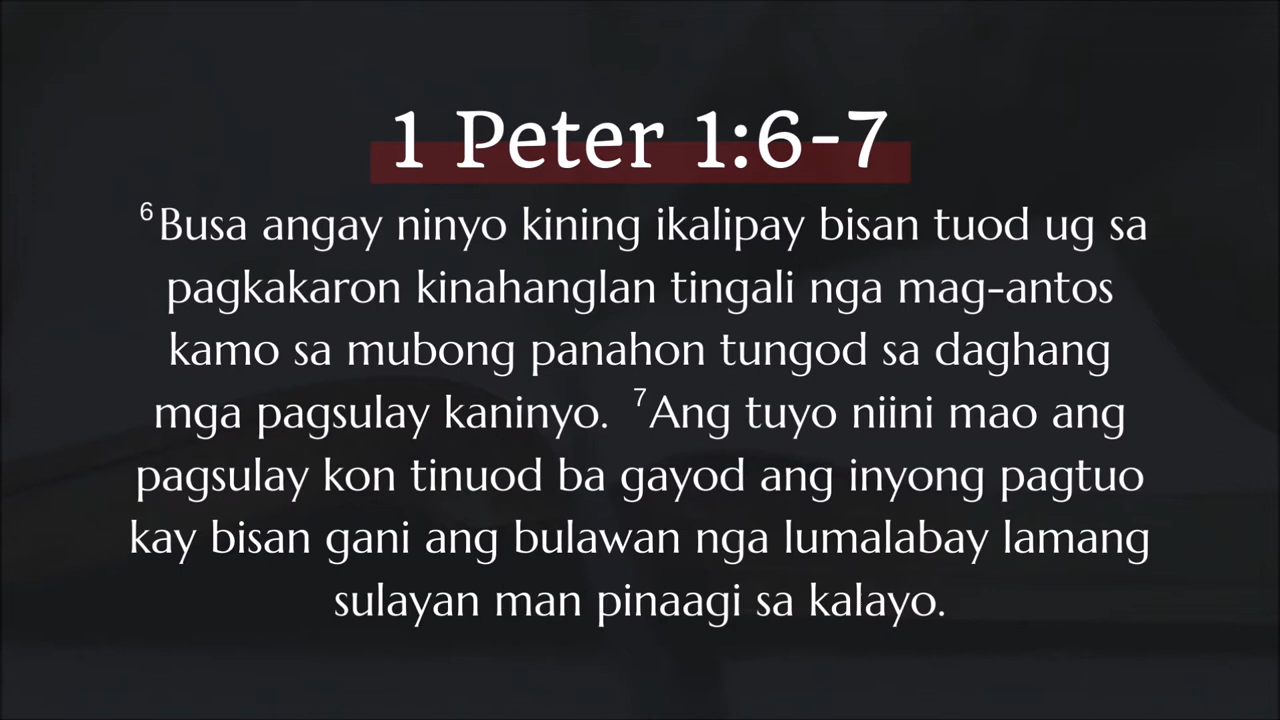 1 Peter 1:6-7
⁶Busa angay ninyo kining ikalipay bisan tuod ug sa
pagkakaron kinahanglan tingali nga mag-antos
kamo sa mubong panahon tungod sa daghang
mga pagsulay kaninyo. ⁷Ang tuyo niini mao ang
pagsulay kon tinuod ba gayod ang inyong pagtuo
kay bisan gani ang bulawan nga lumalabay lamang
sulayan man pinaagi sa kalayo.